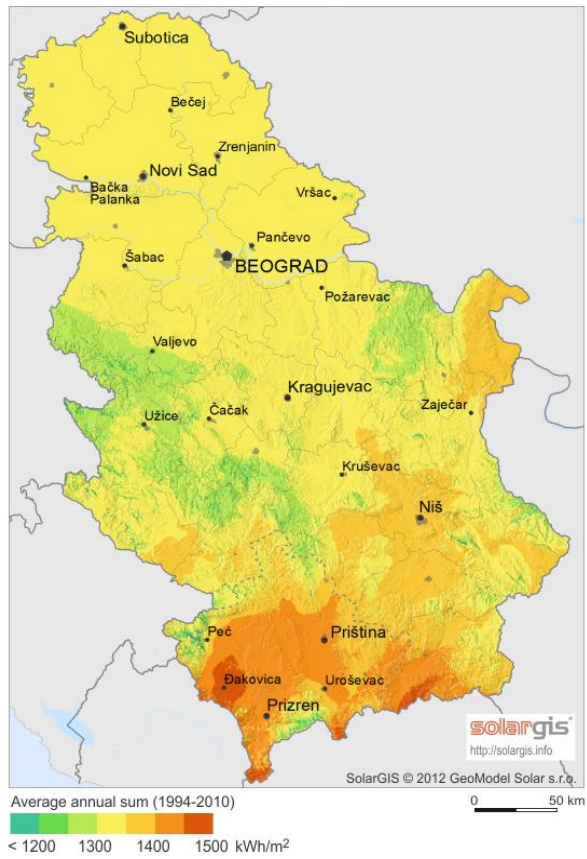 Subotica
Bečej
Zrenjanin
Novi Sad
Bačka
Palanka
Vršac
Pančevo
Šabac
BEOGRAD
Požarevac
Valjevo
Kragujevac
Zaječar
Čačak
Užice
Kruševac
Niš
Peć
Priština
Đakovica
Uroševac
Prizren
solargis
http://solargis.info
SolarGIS © 2012 GeoModel Solar s.r.o.
Average annual sum (1994-2010)
0 50 km
< 1200 1300 1400 1500 kWh/m²